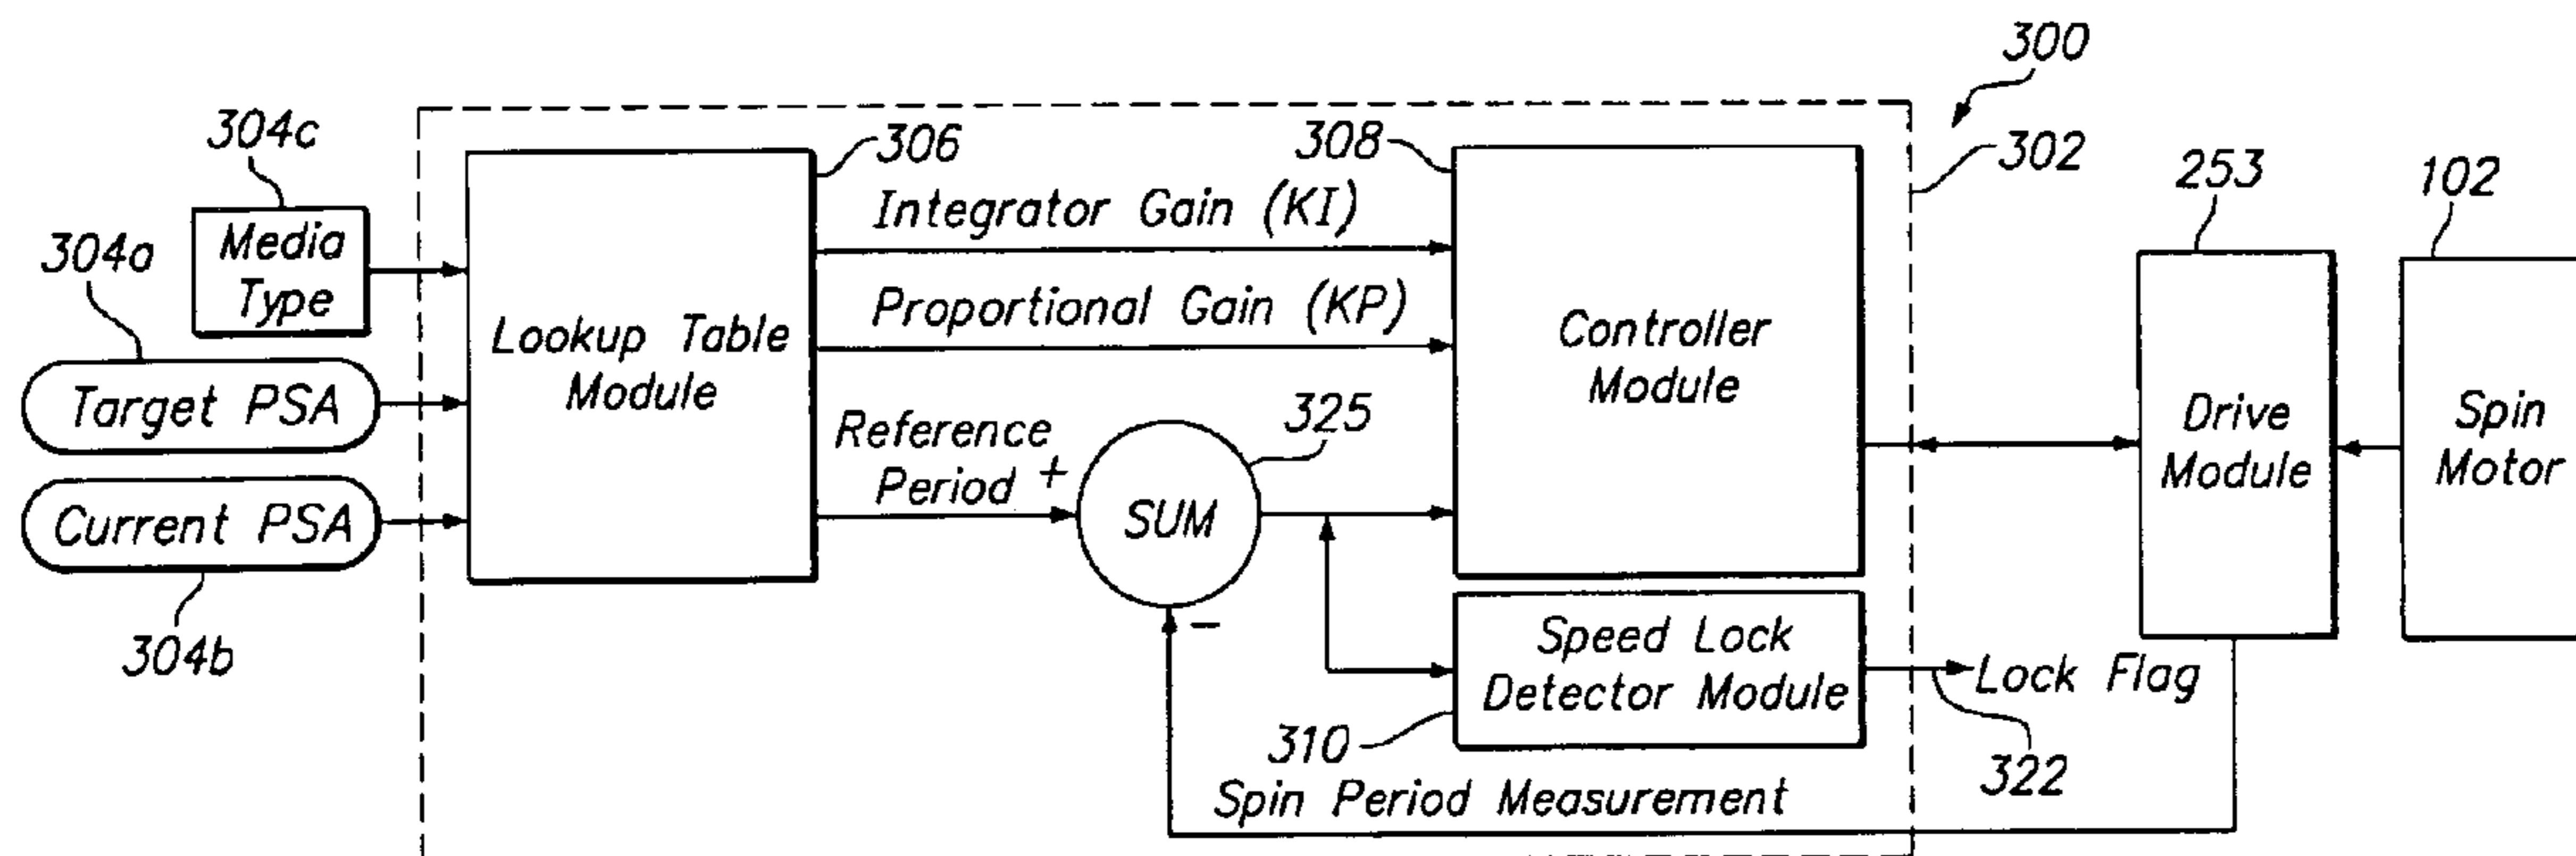 300
304c
306
308
302
253
102
Media
Type
304a
Integrator Gain (KI)
Proportional Gain (KP)
Lookup Table
Module
Controller
Module
Target PSA
Current PSA
304b
Reference
Period +
325
SUM
-
Drive
Module
Spin
Motor
Speed Lock
Detector Module
310
Lock Flag
322
Spin Period Measurement